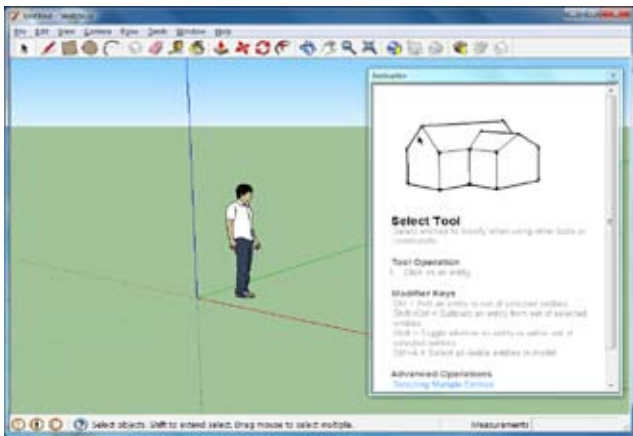 Untitled - SketchUp
File Edit View Camera Draw Tools Window Help
Instructor
Select Tool
Select entities to modify when using other tools or
commands.
Tool Operation
1. Click on an entity.
Modifier Keys
Ctrl = Add an entity to set of selected entities.
Shift+Ctrl = Subtract an entity from set of selected
entities.
Shift = Toggle whether an entity is within set of
selected entities.
Ctrl+A = Select all visible entities in model
Advanced Operations
Selecting Multiple Entities
Select objects. Shift to extend select. Drag mouse to select multiple.
Measurements